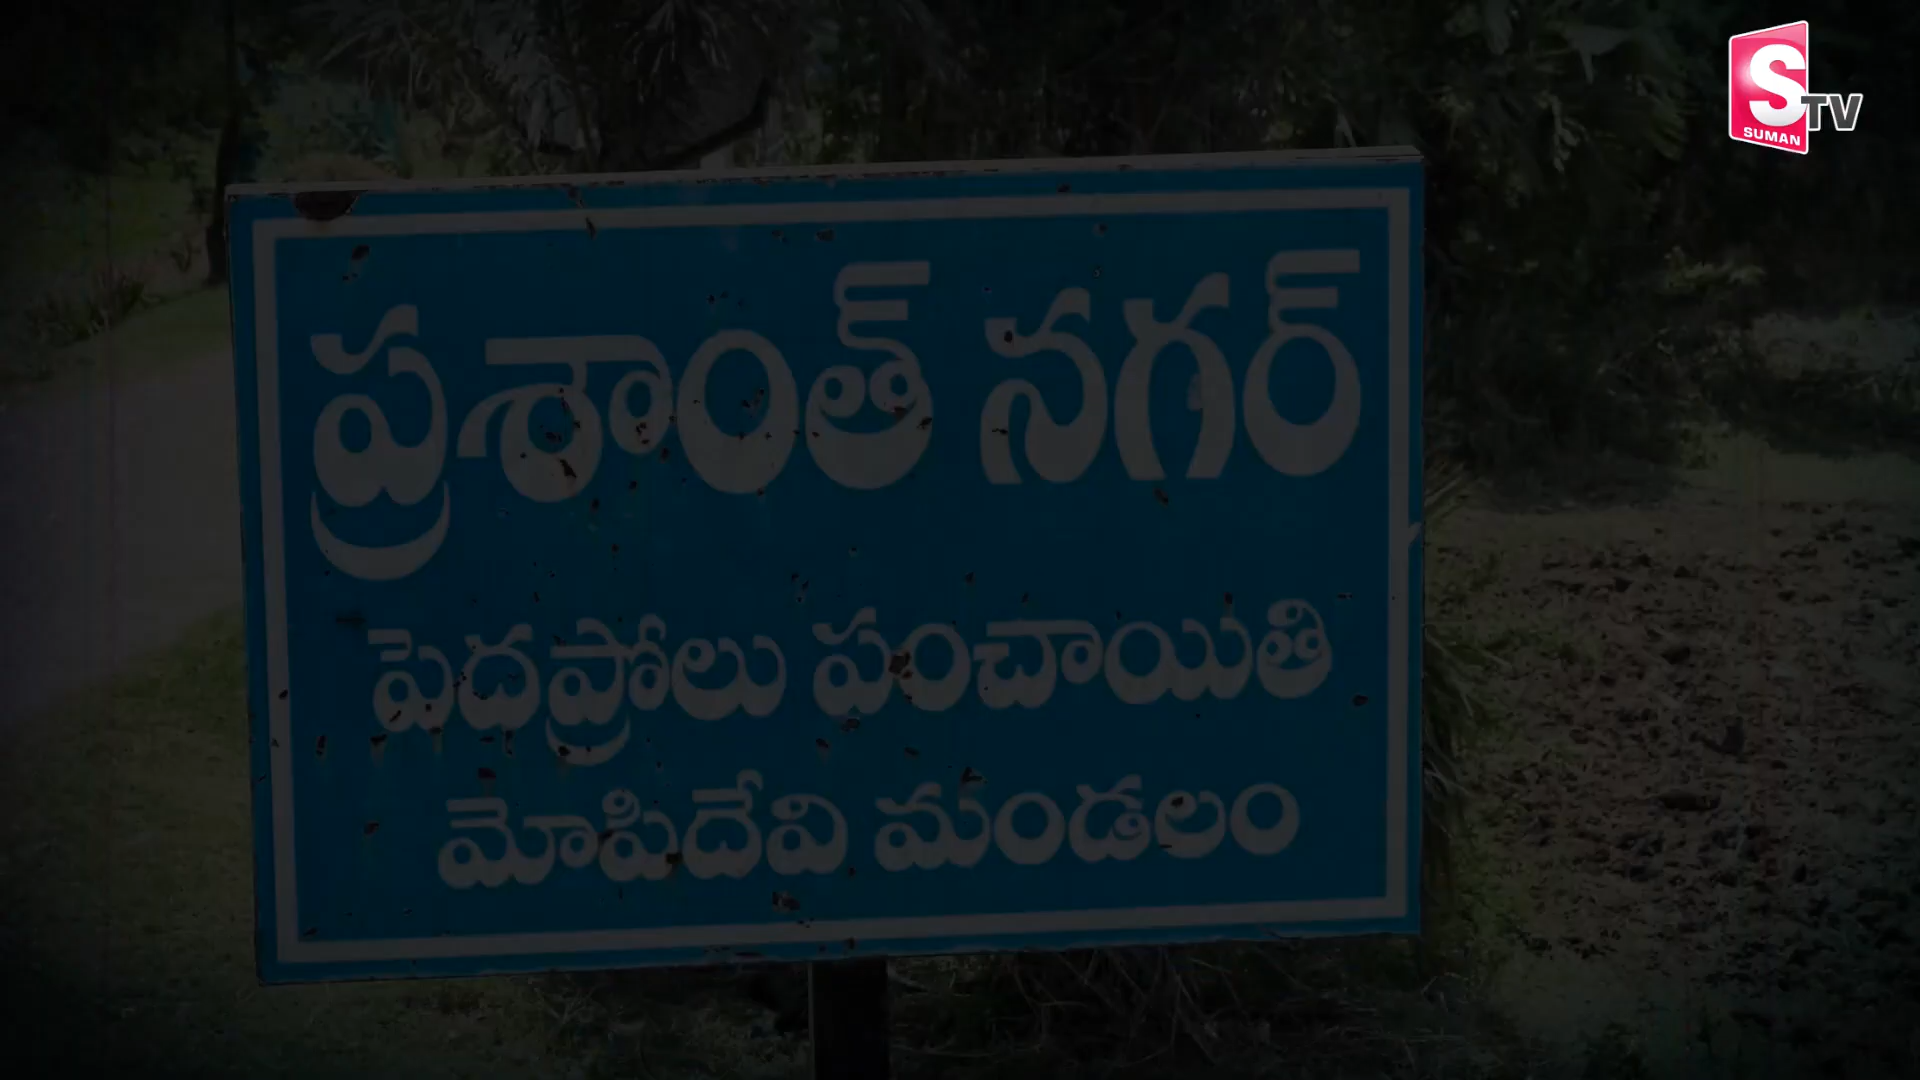 S TV
SUMAN
ప్రశాంత్ నగర్
పెదప్రోలు పంచాయితి
మోపిదేవి మండలం